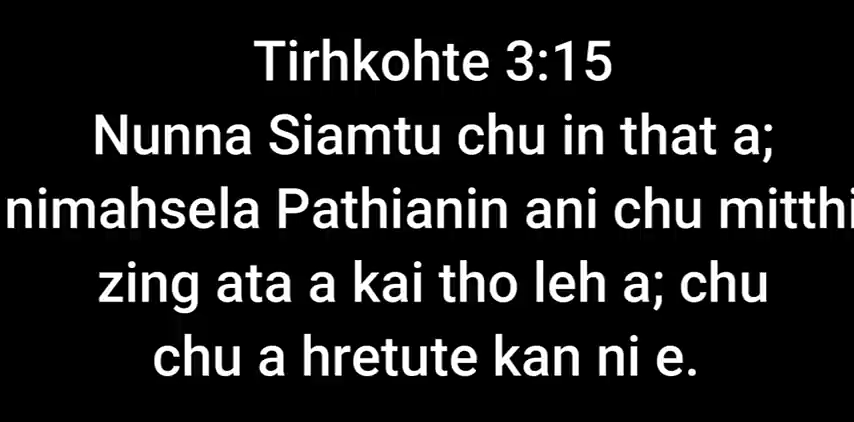 Tirhkohte 3:15
Nunna Siamtu chu in that a;
nimahsela Pathianin ani chu mitthi
zing ata a kai tho leh a; chu
chu a hretute kan ni e.